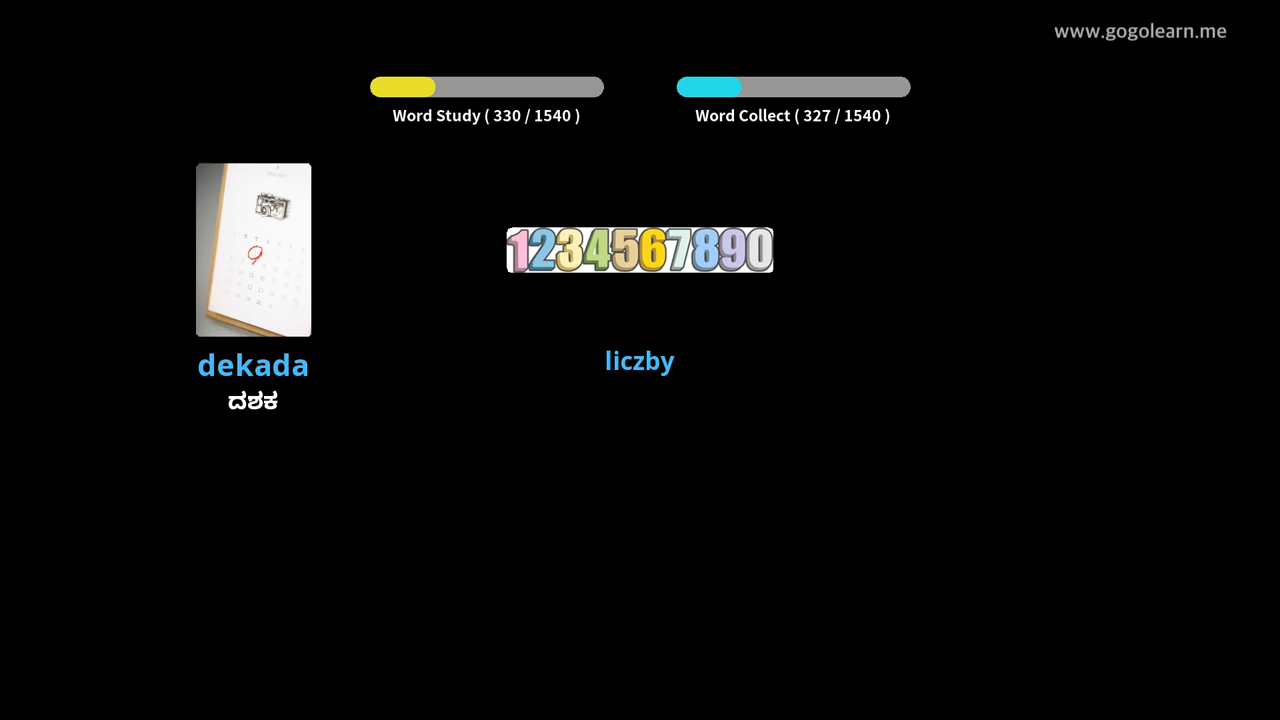 www.gogolearn.me
Word Study ( 330 / 1540 )
Word Collect ( 327 / 1540 )
1234567890
dekada
ದಶಕ
liczby